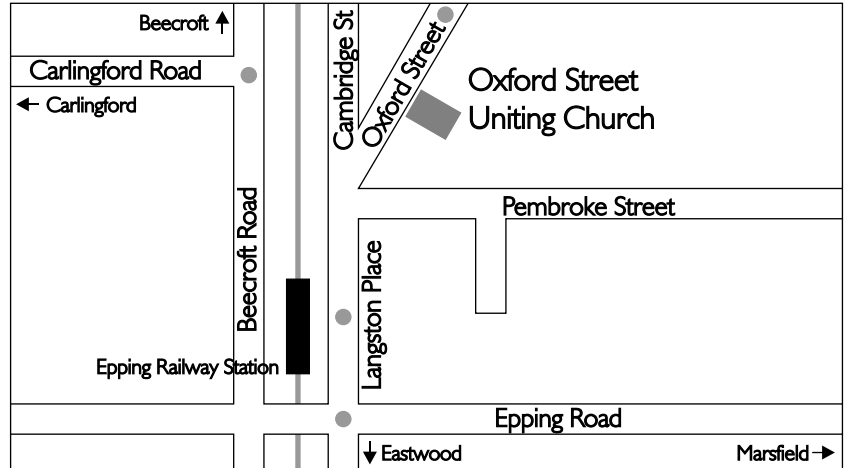 Beecroft
Cambridge St
Oxford Street
Carlingford Road
Oxford Street
Uniting Church
Carlingford
Beecroft Road
Pembroke Street
Langston Place
Epping Railway Station
Epping Road
Eastwood
Marsfield